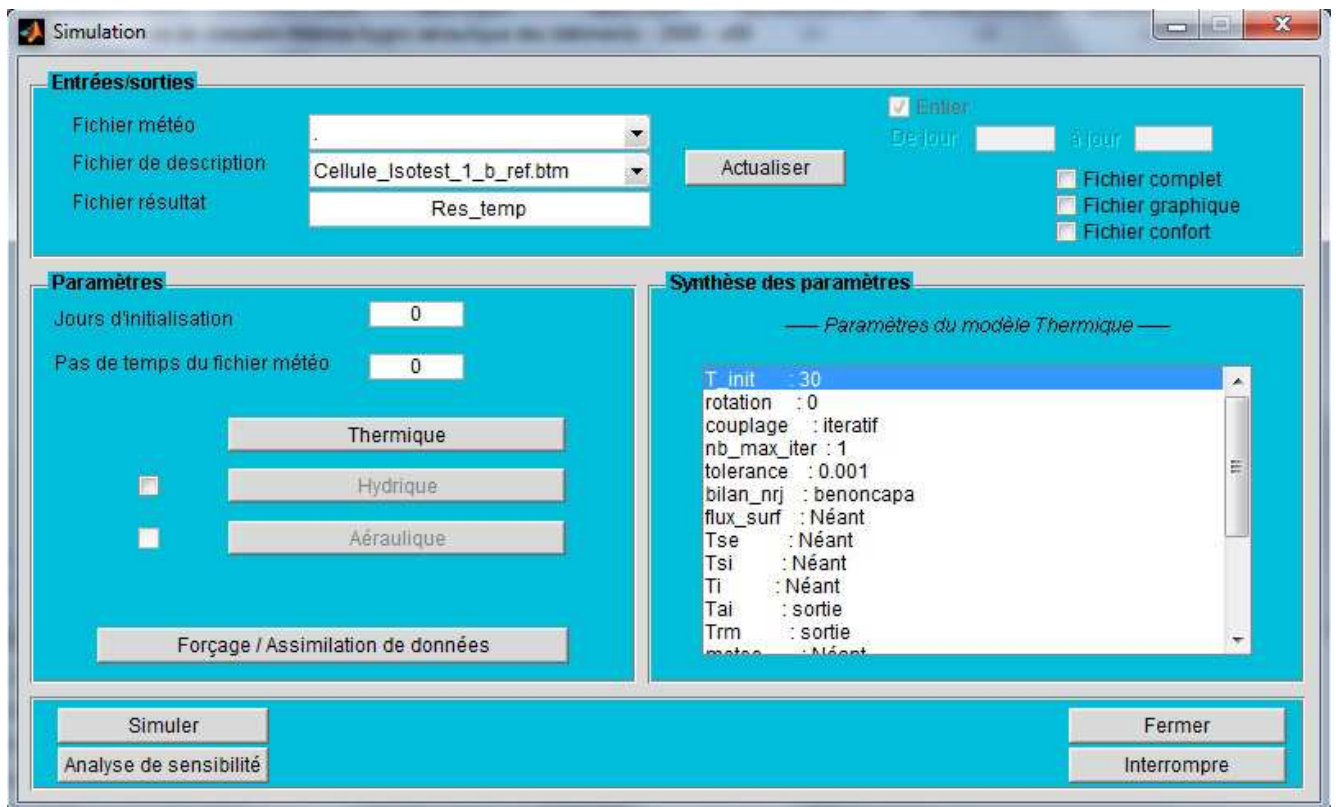 Simulation
Entrées/sorties
Fichier météo
.
Entier
De jour
à jour
Fichier de description
Cellule_Isotest_1_b_ref.btm
Actualiser
Fichier complet
Fichier résultat
Res_temp
Fichier graphique
Fichier confort
Paramètres
Jours d'initialisation
0
Pas de temps du fichier météo
0
Thermique
Hydrique
Aéraulique
Forçage / Assimilation de données
Synthèse des paramètres
---- Paramètres du modèle Thermique ----
T_init : 30
rotation : 0
couplage : iteratif
nb_max_iter : 1
tolerance : 0.001
bilan_nrj : benoncapa
flux_surf : Néant
Tse : Néant
Tsi : Néant
Ti : Néant
Tai : sortie
Trm : sortie
meteo : Néant
Simuler
Fermer
Analyse de sensibilité
Interrompre